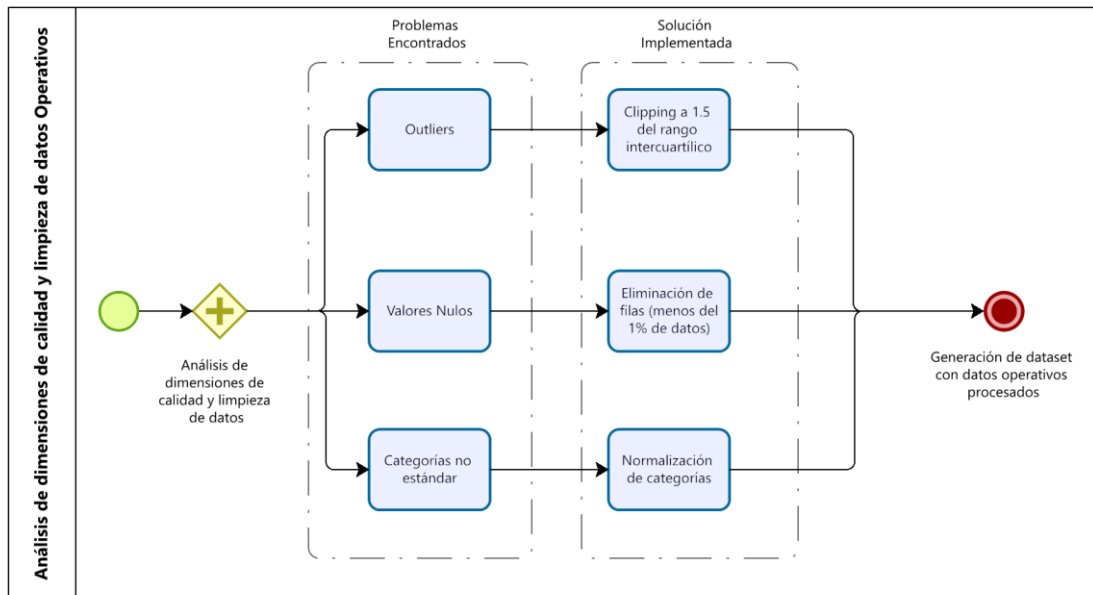 Análisis de dimensiones de calidad y limpieza de datos Operativos
Problemas
Encontrados
Solución
Implementada
Outliers
Clipping a 1.5
del rango
intercuartílico
Valores Nulos
Eliminación de
filas (menos del
1% de datos)
Análisis de
dimensiones de
calidad y limpieza
de datos
Generación de dataset
con datos operativos
procesados
Categorías no
estándar
Normalización
de categorías